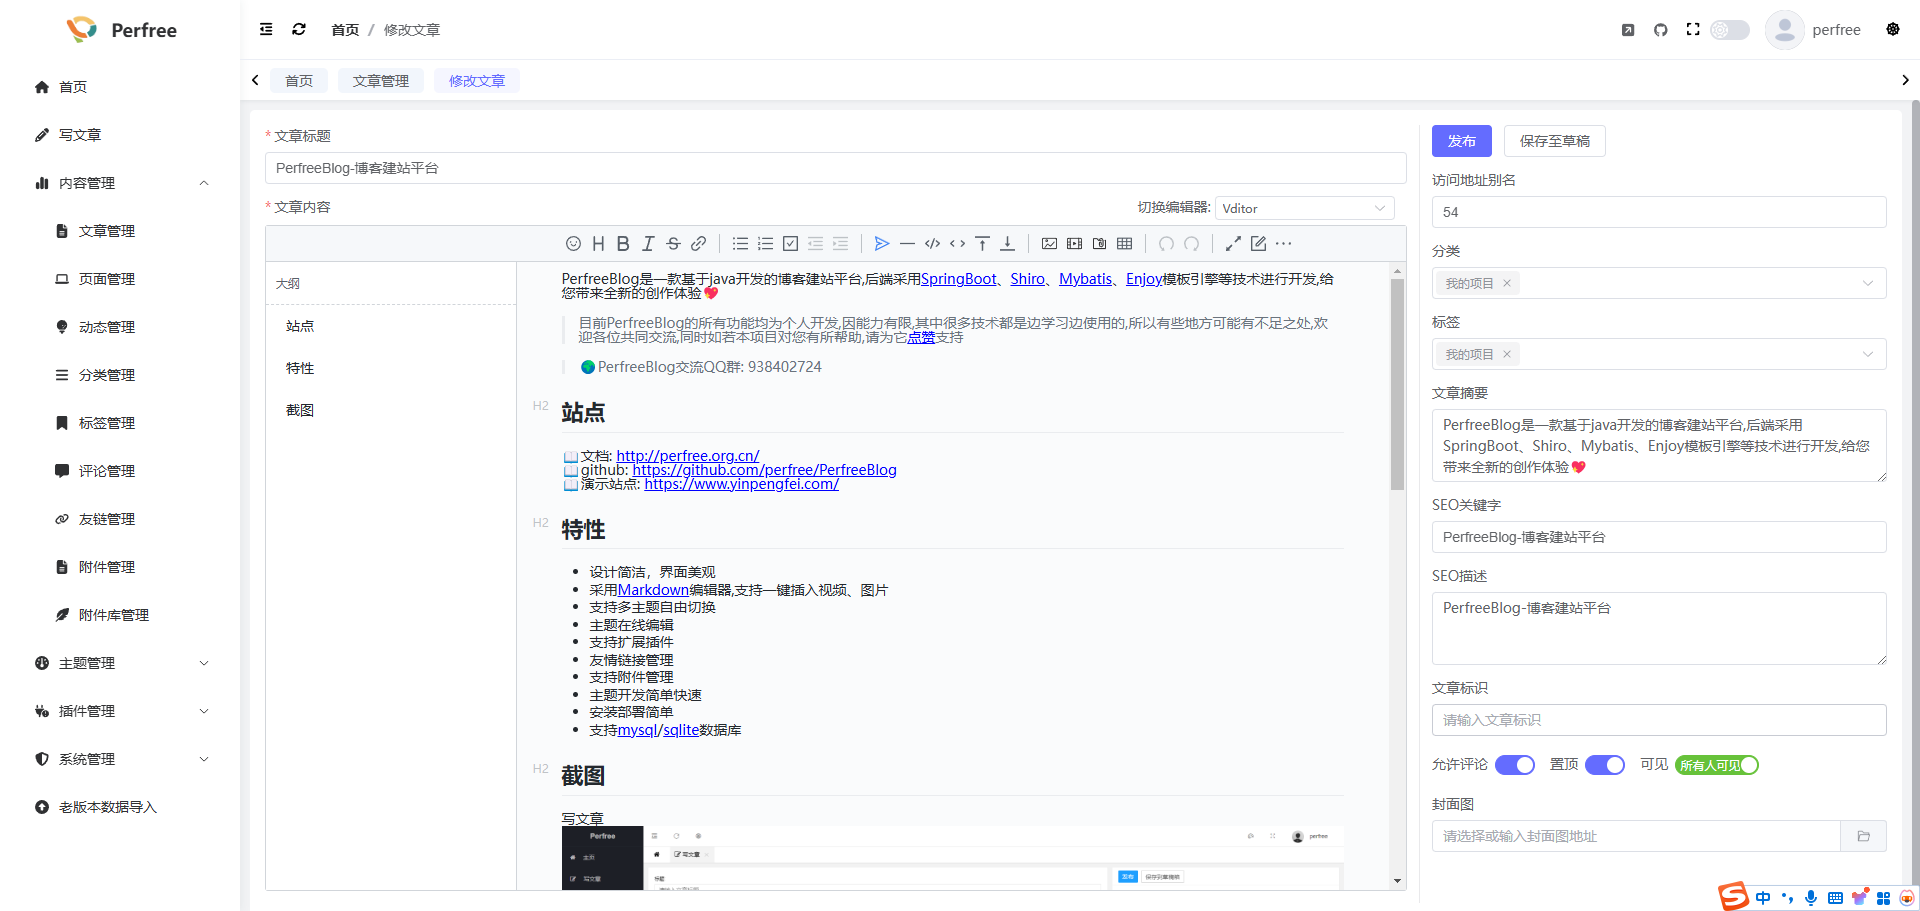 Perfree
首页 / 修改文章
perfree
首页
文章管理
修改文章
首页
写文章
内容管理
文章管理
页面管理
动态管理
分类管理
标签管理
评论管理
友链管理
附件管理
附件库管理
主题管理
插件管理
系统管理
老版本数据导入
* 文章标题
PerfreeBlog-博客建站平台
* 文章内容
切换编辑器: Vditor
大纲
站点
特性
截图
PerfreeBlog是一款基于java开发的博客建站平台,后端采用SpringBoot、Shiro、Mybatis、Enjoy模板引擎等技术进行开发,给
您带来全新的创作体验💖
目前PerfreeBlog的所有功能均为个人开发,因能力有限,其中很多技术都是边学习边使用的,所以有些地方可能有不足之处,欢
迎各位共同交流,同时如若本项目对您有所帮助,请为它点赞支持
🌍PerfreeBlog交流QQ群: 938402724
H2 站点
📖文档: http://perfree.org.cn/
📖github: https://github.com/perfree/PerfreeBlog
📖演示站点: https://www.yinpengfei.com/
H2 特性
设计简洁，界面美观
采用Markdown编辑器,支持一键插入视频、图片
支持多主题自由切换
主题在线编辑
支持扩展插件
友情链接管理
支持附件管理
主题开发简单快速
安装部署简单
支持mysql/sqlite数据库
H2 截图
写文章
Perfree
perfree
主页
写文章
写文章
标题
发布
保存到草稿箱
发布
保存至草稿
访问地址别名
54
分类
我的项目 ×
标签
我的项目 ×
文章摘要
PerfreeBlog是一款基于java开发的博客建站平台,后端采用
SpringBoot、Shiro、Mybatis、Enjoy模板引擎等技术进行开发,给您
带来全新的创作体验💖
SEO关键字
PerfreeBlog-博客建站平台
SEO描述
PerfreeBlog-博客建站平台
文章标识
请输入文章标识
允许评论 置顶 可见 所有人可见
封面图
请选择或输入封面图地址
中